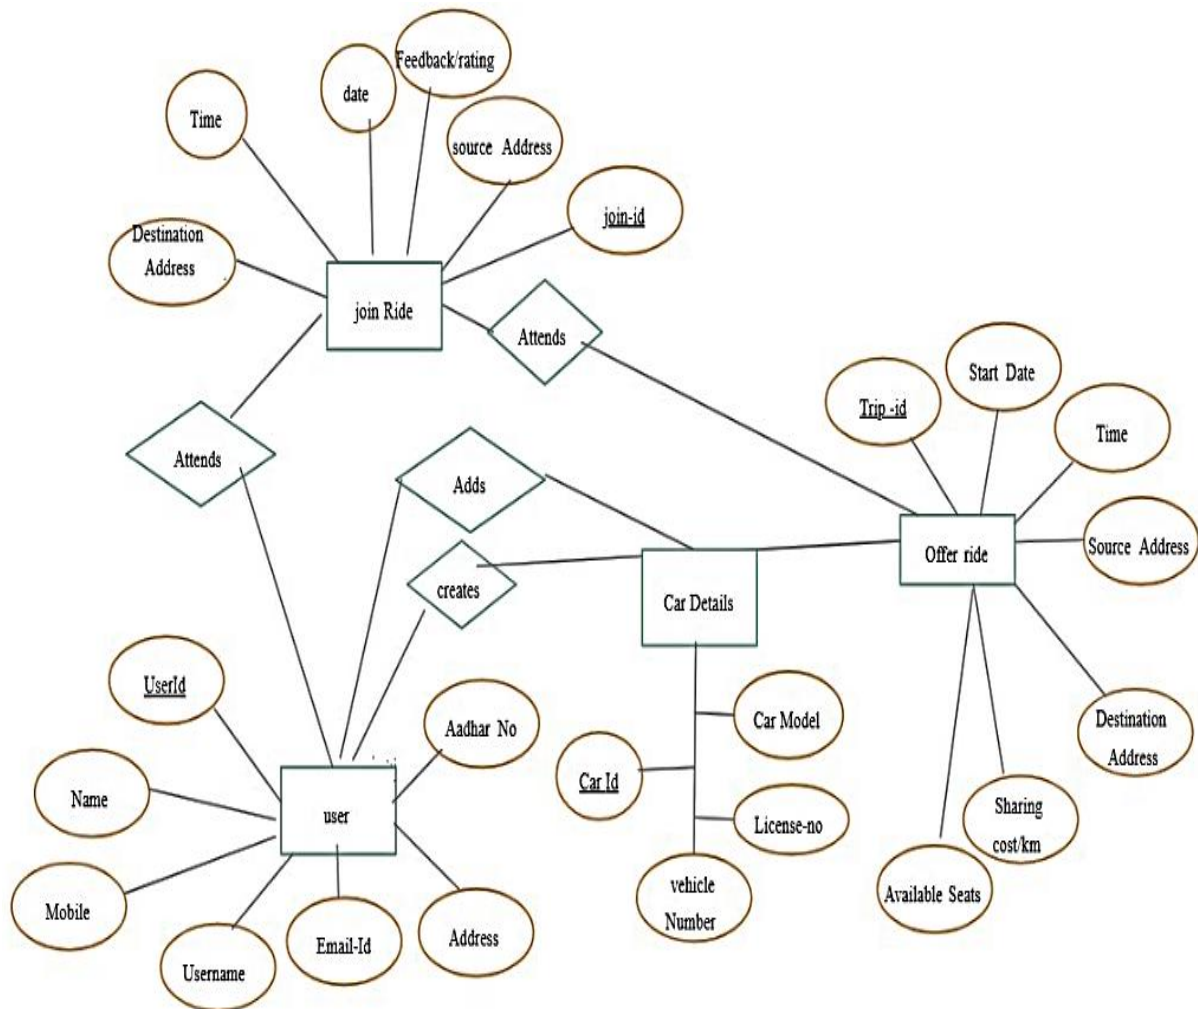 Feedback/rating
date
Time
source Address
join-id
Destination
Address
join Ride
Attends
Start Date
Trip -id
Time
Attends
Adds
Source Address
Offer ride
creates
Car Details
UserId
Aadhar No
Car Model
Destination
Address
Car Id
Name
user
License-no
Sharing
cost/km
vehicle
Number
Available Seats
Mobile
Email-Id
Address
Username